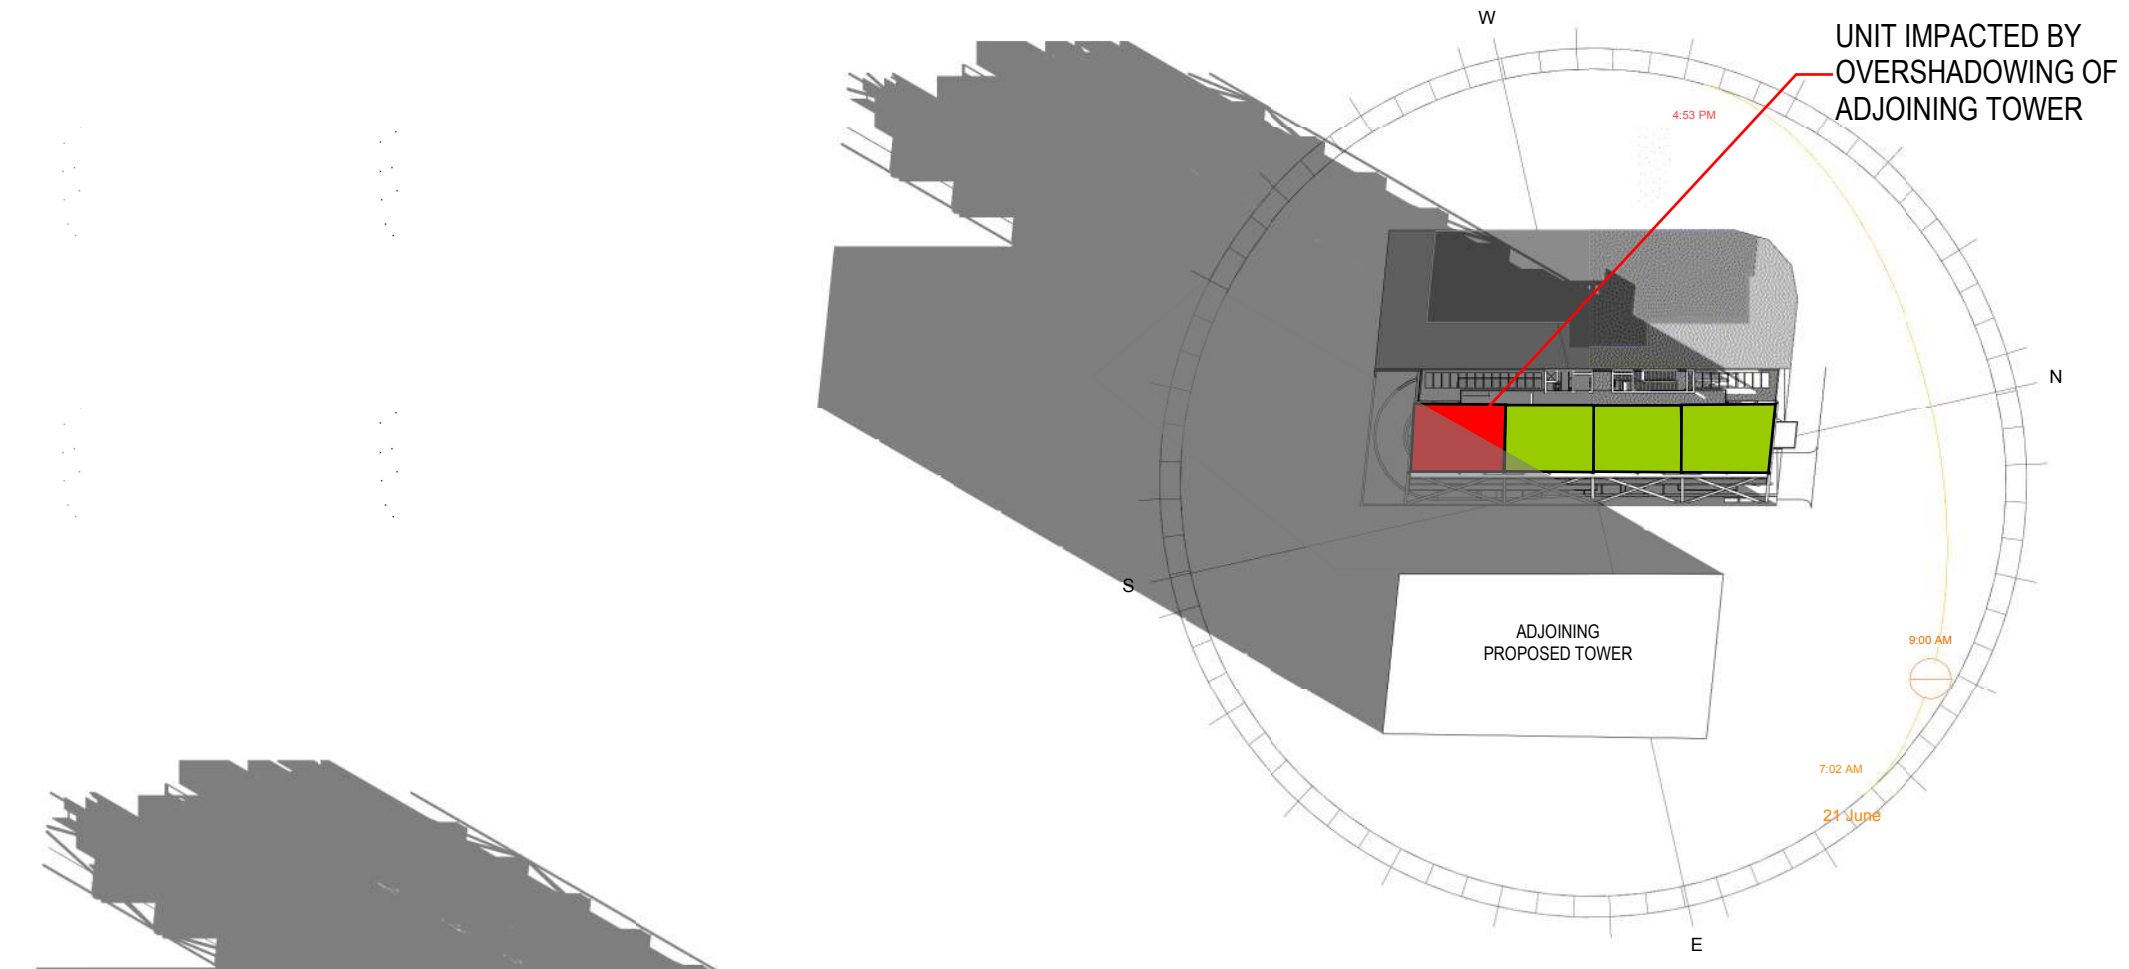 W
UNIT IMPACTED BY
OVERSHADOWING OF
ADJOINING TOWER
4:53 PM
N
S
ADJOINING
PROPOSED TOWER
9:00 AM
7:02 AM
21 June
E